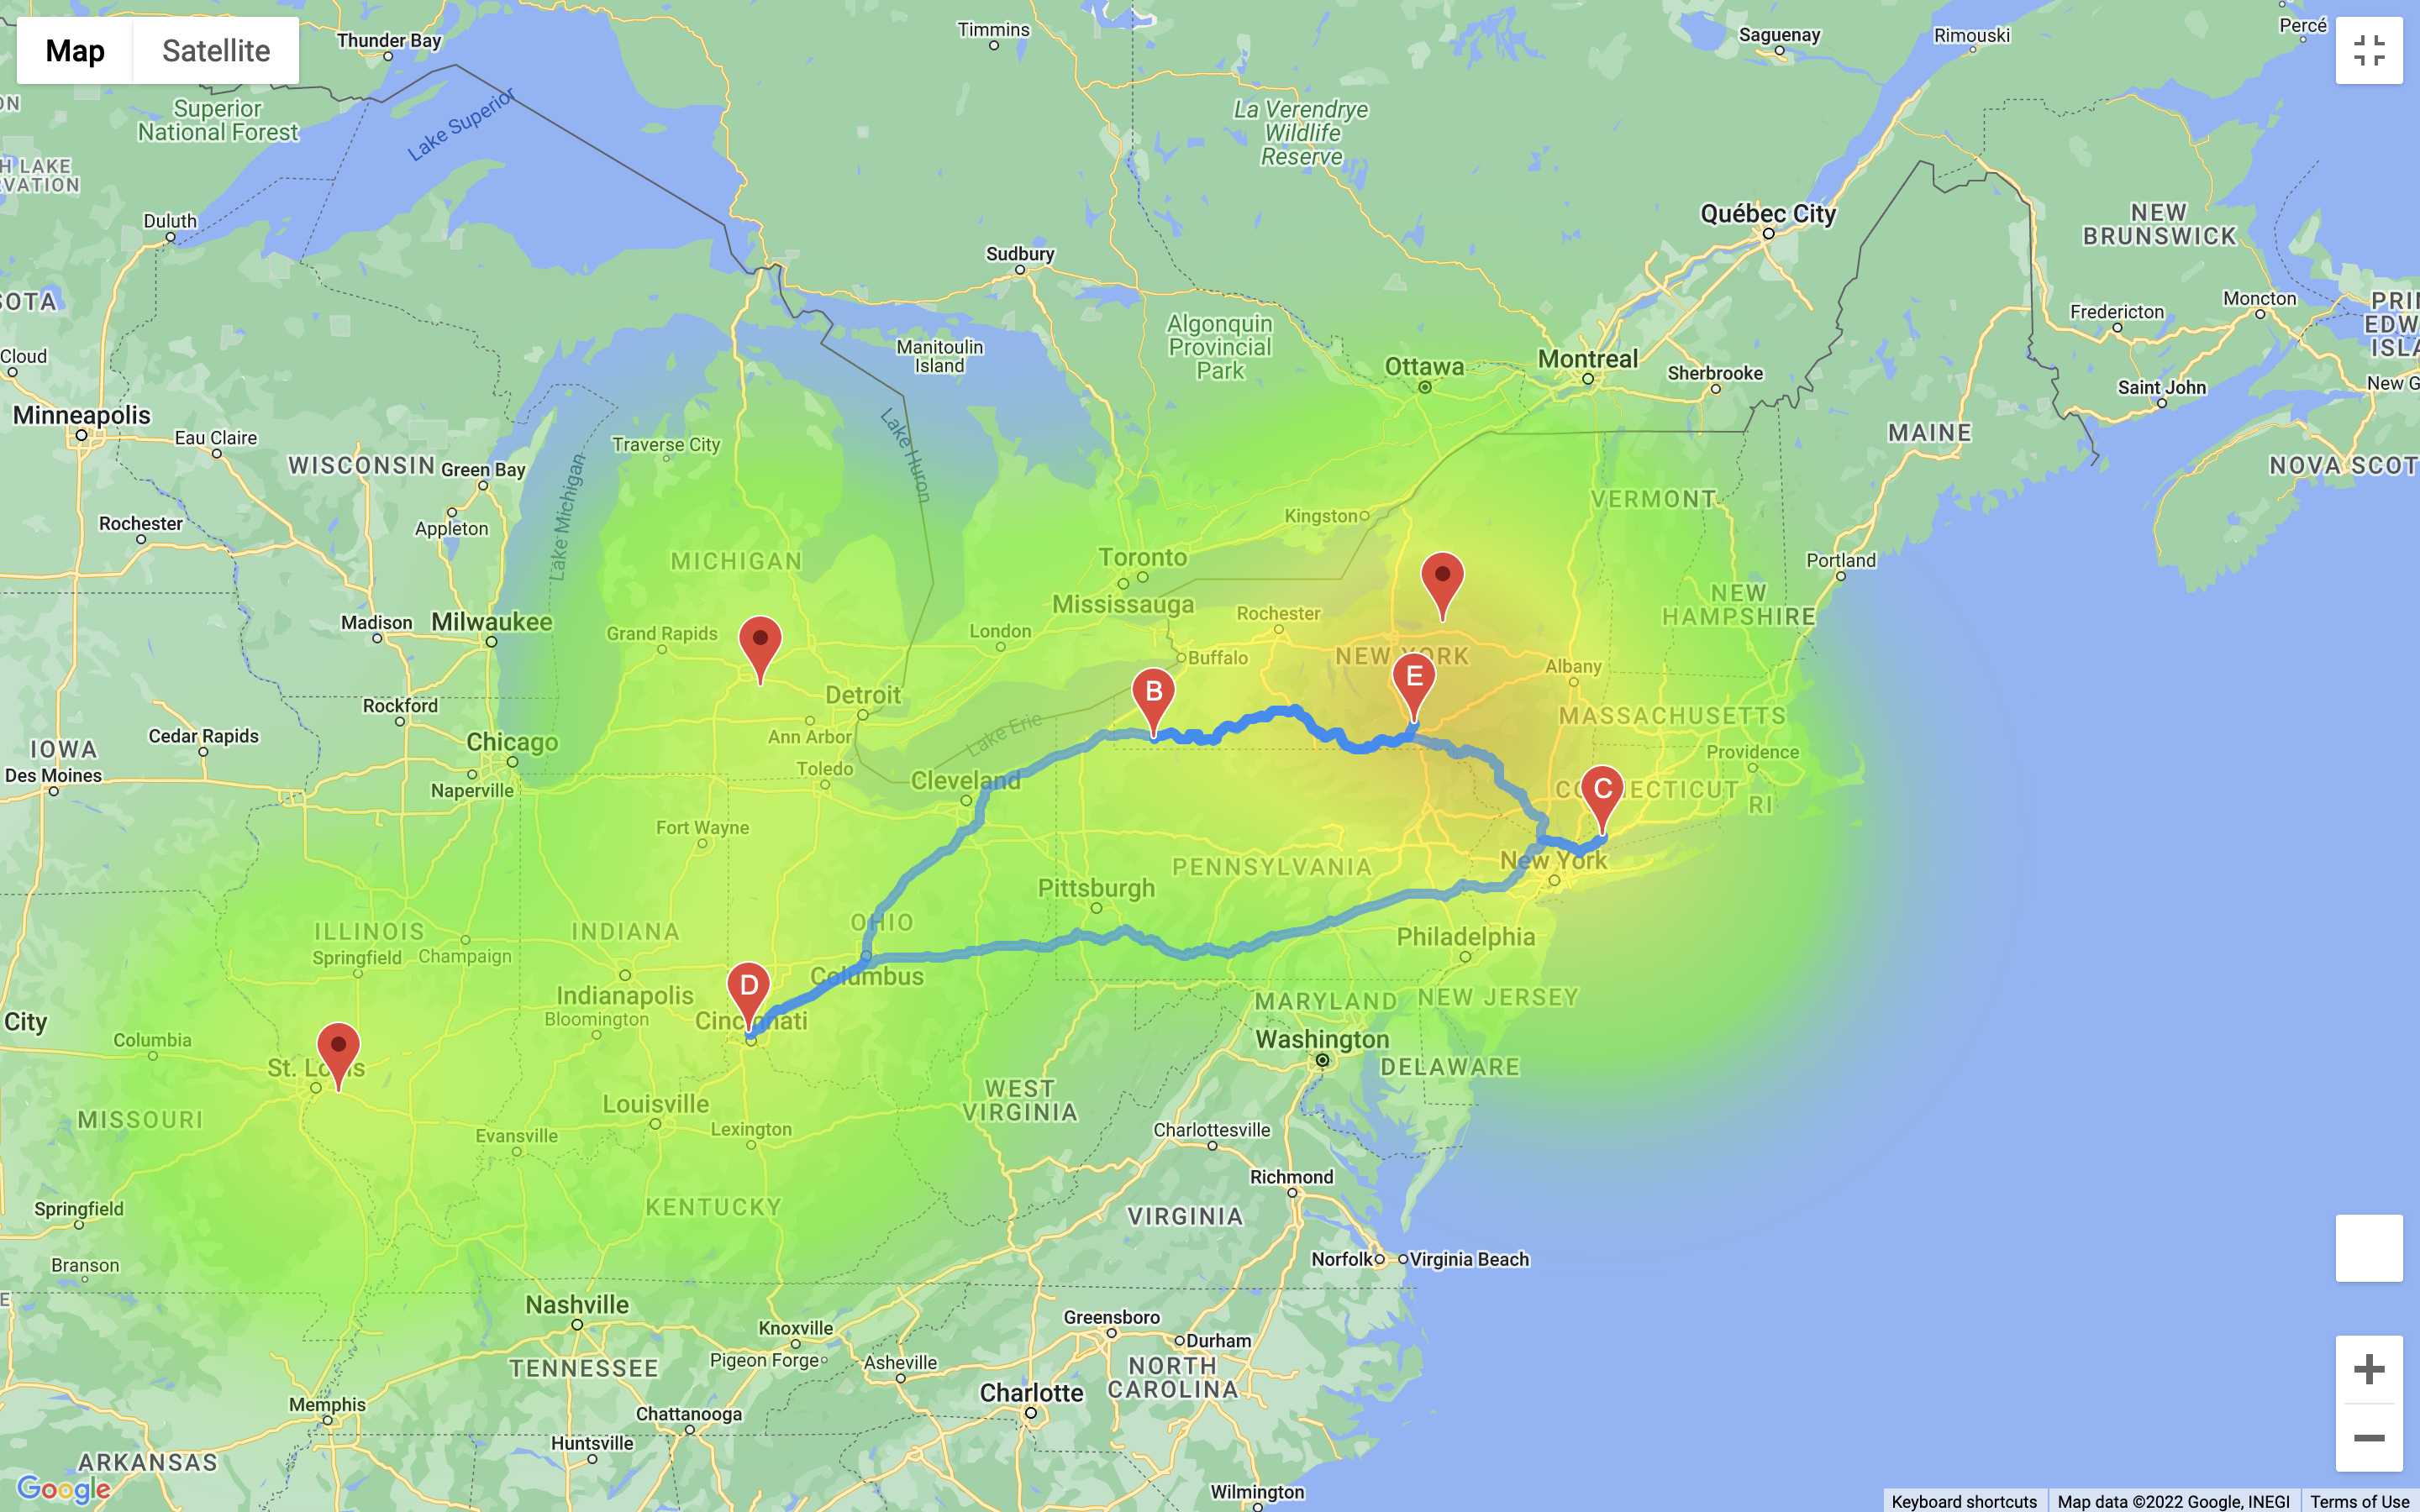 Map
Satellite
Thunder Bay
Timmins
Saguenay
Rimouski
Percé
Superior
National Forest
Lake Superior
La Verendrye
Wildlife
Reserve
H LAKE
RVATION
Duluth
Québec City
NEW
BRUNSWICK
Sudbury
SOTA
Moncton
Fredericton
PRI
EDW
ISLA
Algonquin
Provincial
Park
Manitoulin
Island
Cloud
Ottawa
Montreal
Sherbrooke
Saint John
New G
Minneapolis
Eau Claire
WISCONSIN
Green Bay
Traverse City
Lake Huron
Lake Michigan
MAINE
NOVA SCOT
VERMONT
Rochester
Appleton
Kingston
MICHIGAN
Toronto
Portland
Mississauga
Rochester
NEW
HAMPSHIRE
Madison
Milwaukee
Grand Rapids
London
Buffalo
NEW YORK
Albany
E
B
Rockford
Detroit
MASSACHUSETTS
Cedar Rapids
Ann Arbor
Lake Erie
IOWA
Chicago
Providence
Des Moines
Naperville
Toledo
Cleveland
C
RI
Fort Wayne
PENNSYLVANIA
New York
Pittsburgh
ILLINOIS
INDIANA
OHIO
Philadelphia
Springfield
Champaign
Columbus
D
Indianapolis
MARYLAND
NEW JERSEY
City
Bloomington
Columbia
Washington
DELAWARE
MISSOURI
WEST
VIRGINIA
Louisville
Evansville
Lexington
Charlottesville
Richmond
Springfield
KENTUCKY
VIRGINIA
Branson
Norfolk
Virginia Beach
Nashville
Knoxville
Greensboro
Durham
TENNESSEE
Pigeon Forge
Asheville
NORTH
CAROLINA
Memphis
Charlotte
Chattanooga
Huntsville
ARKANSAS
Google
Wilmington
Keyboard shortcuts
Map data ©2022 Google, INEGI
Terms of Use